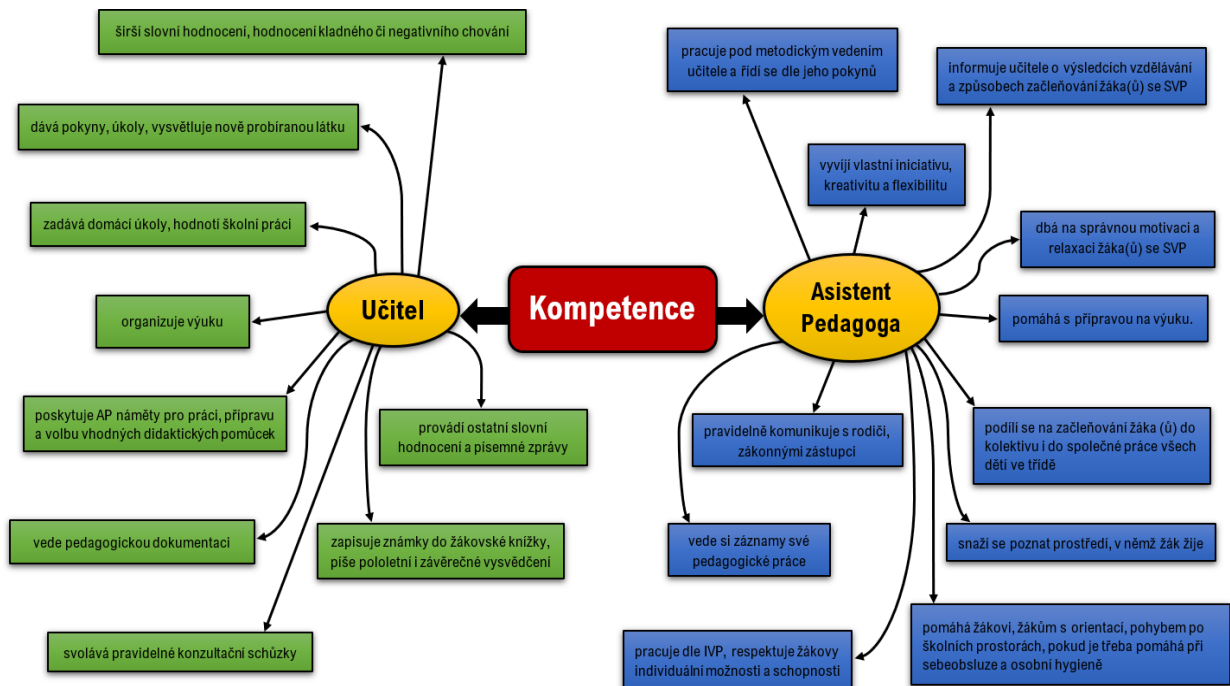 širší slovní hodnocení, hodnocení kladného či negativního chování
dává pokyny, úkoly, vysvětluje nově probíranou látku
zadává domácí úkoly, hodnotí školní práci
Učitel
organizuje výuku
poskytuje AP náměty pro práci, přípravu
a volbu vhodných didaktických pomůcek
provádí ostatní slovní
hodnocení a písemné zprávy
vede pedagogickou dokumentaci
zapisuje známky do žákovské knížky,
píše pololetní i závěrečné vysvědčení
svolává pravidelné konzultační schůzky
Kompetence
pracuje pod metodickým vedením
učitele a řídí se dle jeho pokynů
informuje učitele o výsledcích vzdělávání
a způsobech začleňování žáka(ů) se SVP
vyvíjí vlastní iniciativu,
kreativitu a flexibilitu
dbá na správnou motivaci a
relaxaci žáka(ů) se SVP
Asistent
Pedagoga
pomáhá s přípravou na výuku.
pravidelně komunikuje s rodiči,
zákonnými zástupci
podílí se na začleňování žáka (ů) do
kolektivu i do společné práce všech
dětí ve třídě
vede si záznamy své
pedagogické práce
snaží se poznat prostředí, v němž žák žije
pracuje dle IVP, respektuje žákovy
individuální možnosti a schopnosti
pomáhá žákovi, žákům s orientací, pohybem po
školních prostorách, pokud je třeba pomáhá při
sebeobsluze a osobní hygieně